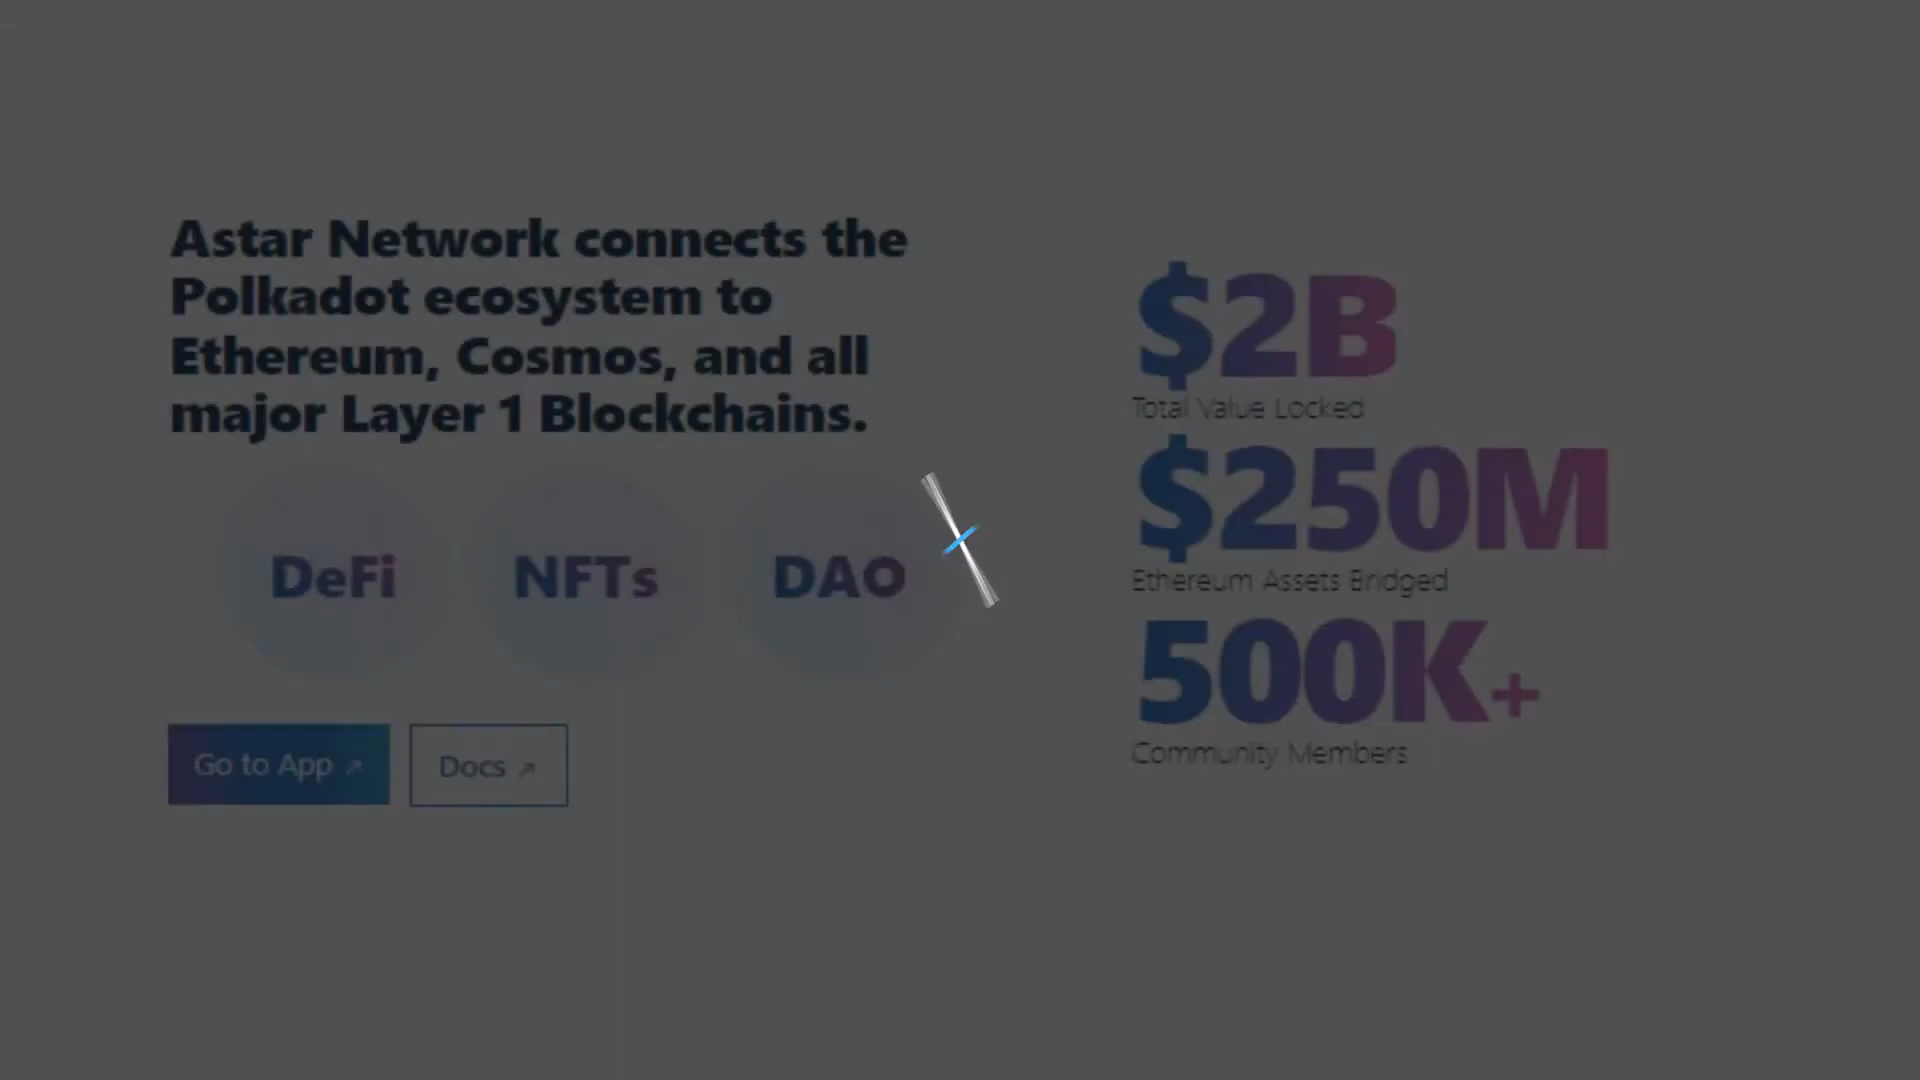 Astar Network connects the
Polkadot ecosystem to
Ethereum, Cosmos, and all
major Layer 1 Blockchains.
DeFi NFTs DAO
Go to App ↗ Docs ↗
$2B
Total Value Locked
$250M
Ethereum Assets Bridged
500K+
Community Members